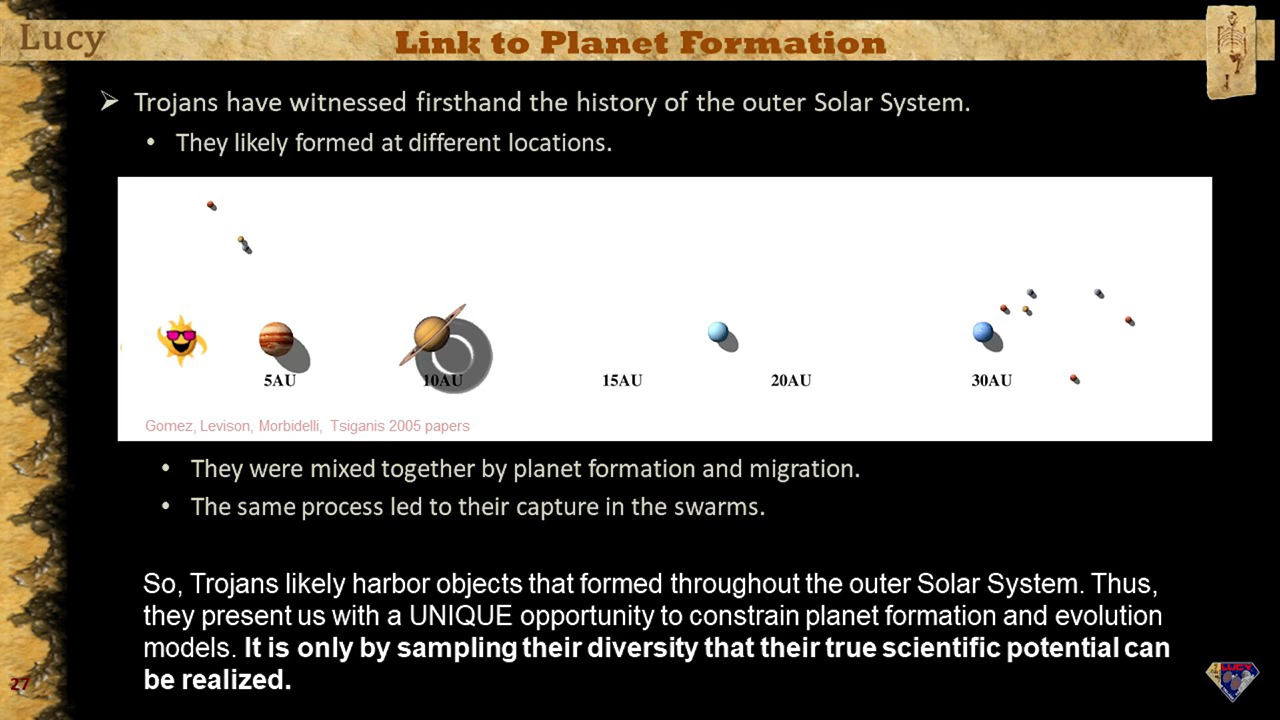 Lucy
Link to Planet Formation
➢ Trojans have witnessed firsthand the history of the outer Solar System.
• They likely formed at different locations.
5AU
10AU
15AU
20AU
30AU
Gomez, Levison, Morbidelli, Tsiganis 2005 papers
• They were mixed together by planet formation and migration.
• The same process led to their capture in the swarms.
So, Trojans likely harbor objects that formed throughout the outer Solar System. Thus,
they present us with a UNIQUE opportunity to constrain planet formation and evolution
models. It is only by sampling their diversity that their true scientific potential can
be realized.
27
LUCY